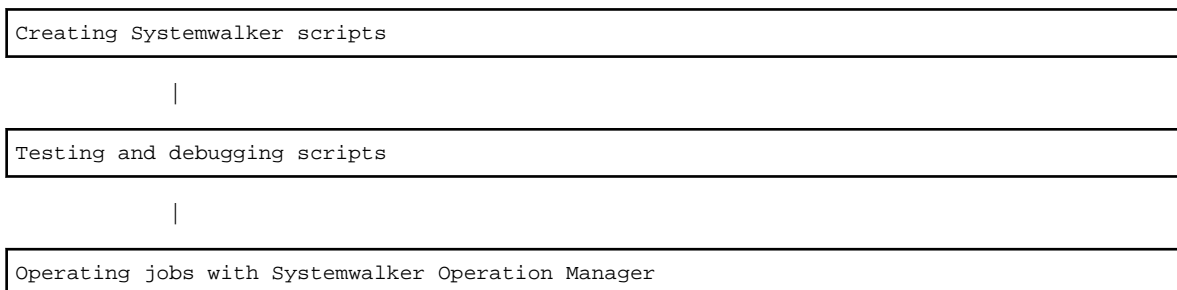 Creating Systemwalker scripts
Testing and debugging scripts
Operating jobs with Systemwalker Operation Manager